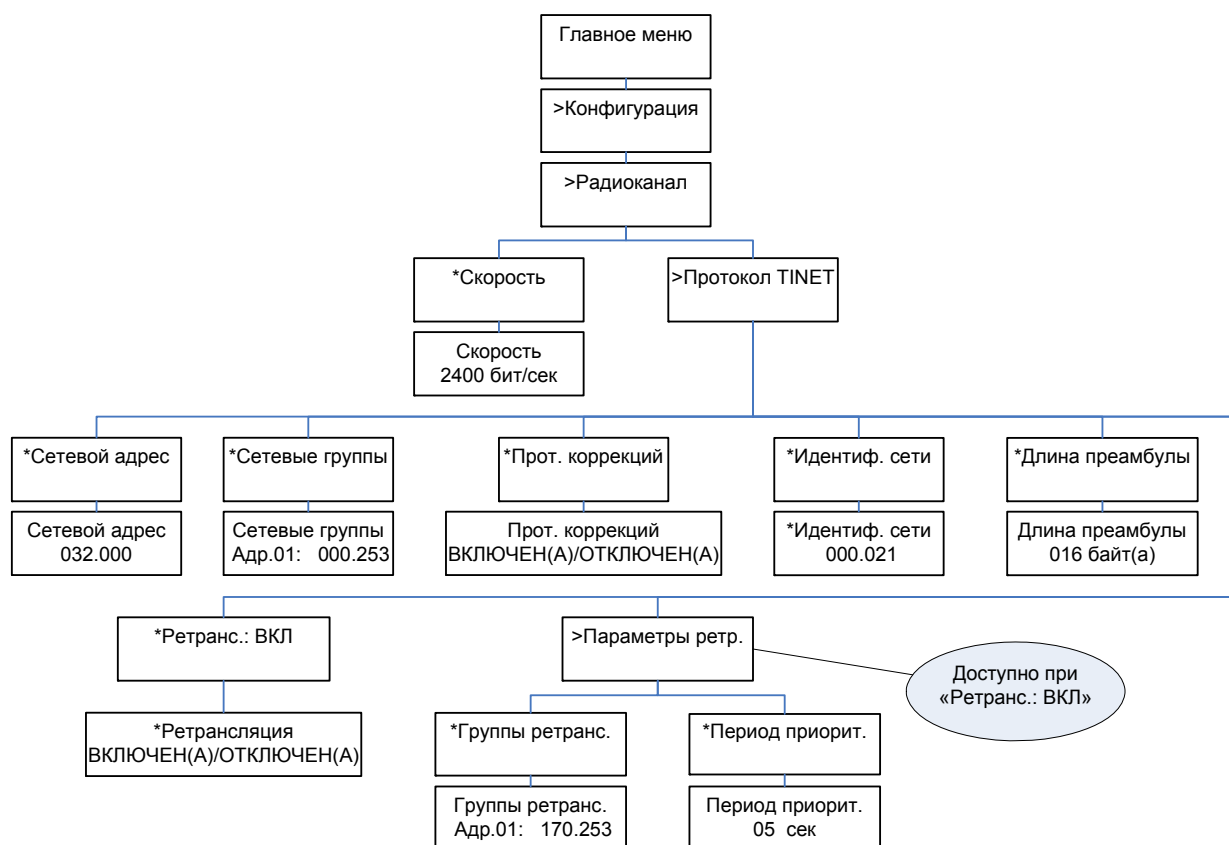 Главное меню
>Конфигурация
>Радиоканал
*Скорость
>Протокол TINET
Скорость
2400 бит/сек
*Сетевой адрес
*Сетевые группы
*Прот. коррекций
*Идентиф. сети
*Длина преамбулы
Сетевой адрес
032.000
Сетевые группы
Адр.01: 000.253
Прот. коррекций
ВКЛЮЧЕН(А)/ОТКЛЮЧЕН(А)
*Идентиф. сети
000.021
Длина преамбулы
016 байт(а)
*Ретранс.: ВКЛ
>Параметры ретр.
Доступно при
«Ретранс.: ВКЛ»
*Ретрансляция
ВКЛЮЧЕН(А)/ОТКЛЮЧЕН(А)
*Группы ретранс.
*Период приорит.
Группы ретранс.
Адр.01: 170.253
Период приорит.
05 сек